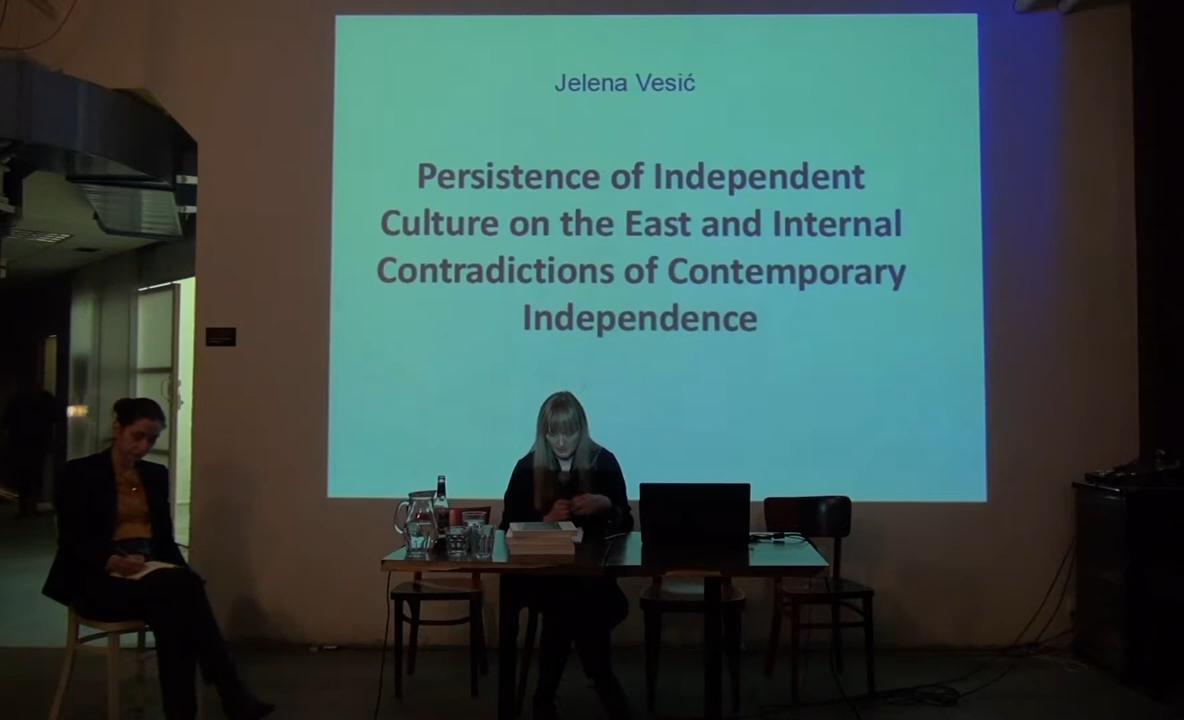 Jelena Vesić
Persistence of Independent
Culture on the East and Internal
Contradictions of Contemporary
Independence